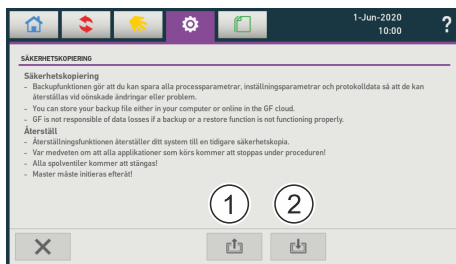 1-Jun-2020
10:00
?
SÄKERHETSKOPIERING
Säkerhetskopiering
- Backupfunktionen gör att du kan spara alla processparametrar, inställningsparametrar och protokolldata så att de kan
återställas vid oönskade ändringar eller problem.
- You can store your backup file either in your computer or online in the GF cloud.
- GF is not responsible of data losses if a backup or a restore function is not functioning properly.
Återställ
- Återställningsfunktionen återställer ditt system till en tidigare säkerhetskopia.
- Var medveten om att alla applikationer som körs kommer att stoppas under proceduren!
- Alla spolventiler kommer att stängas!
- Master måste initieras efteråt!
1 2